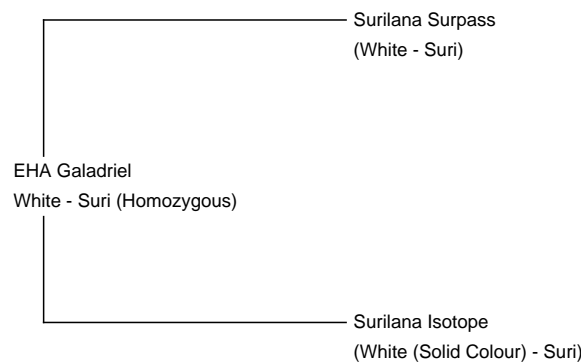 Surilana Surpass
(White - Suri)
EHA Galadriel
White - Suri (Homozygous)
Surilana Isotope
(White (Solid Colour) - Suri)